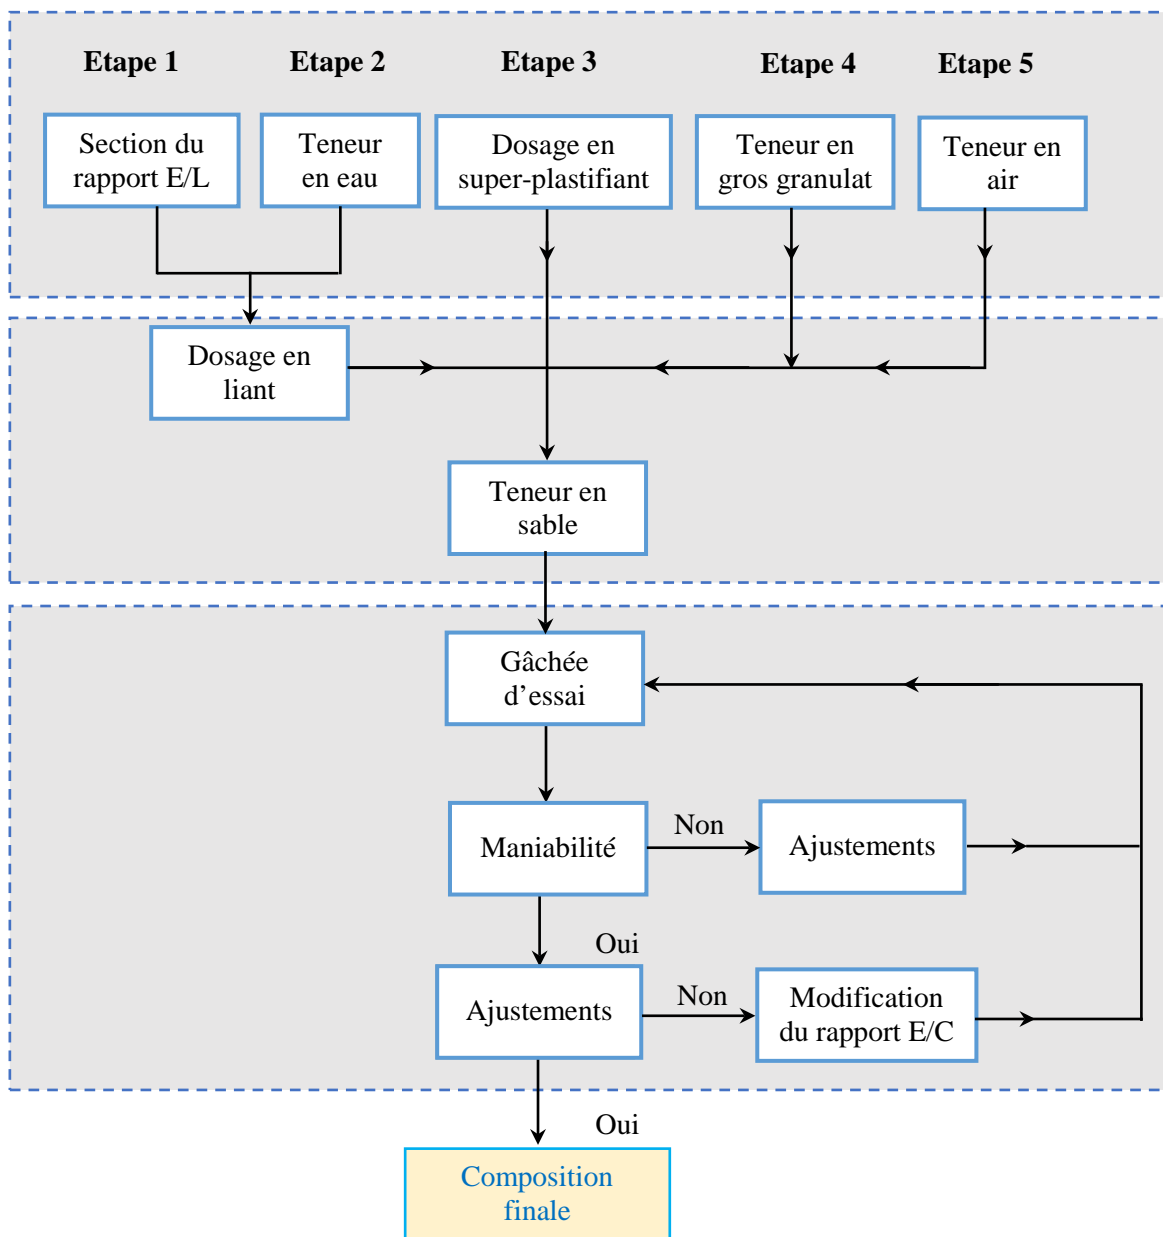 Etape 1
Etape 2
Etape 3
Etape 4
Etape 5
Section du
rapport E/L
Teneur
en eau
Dosage en
super-plastifiant
Teneur en
gros granulat
Teneur en
air
Dosage en
liant
Teneur en
sable
Gâchée
d’essai
Maniabilité
Non
Ajustements
Oui
Ajustements
Non
Modification
du rapport E/C
Oui
Composition
finale